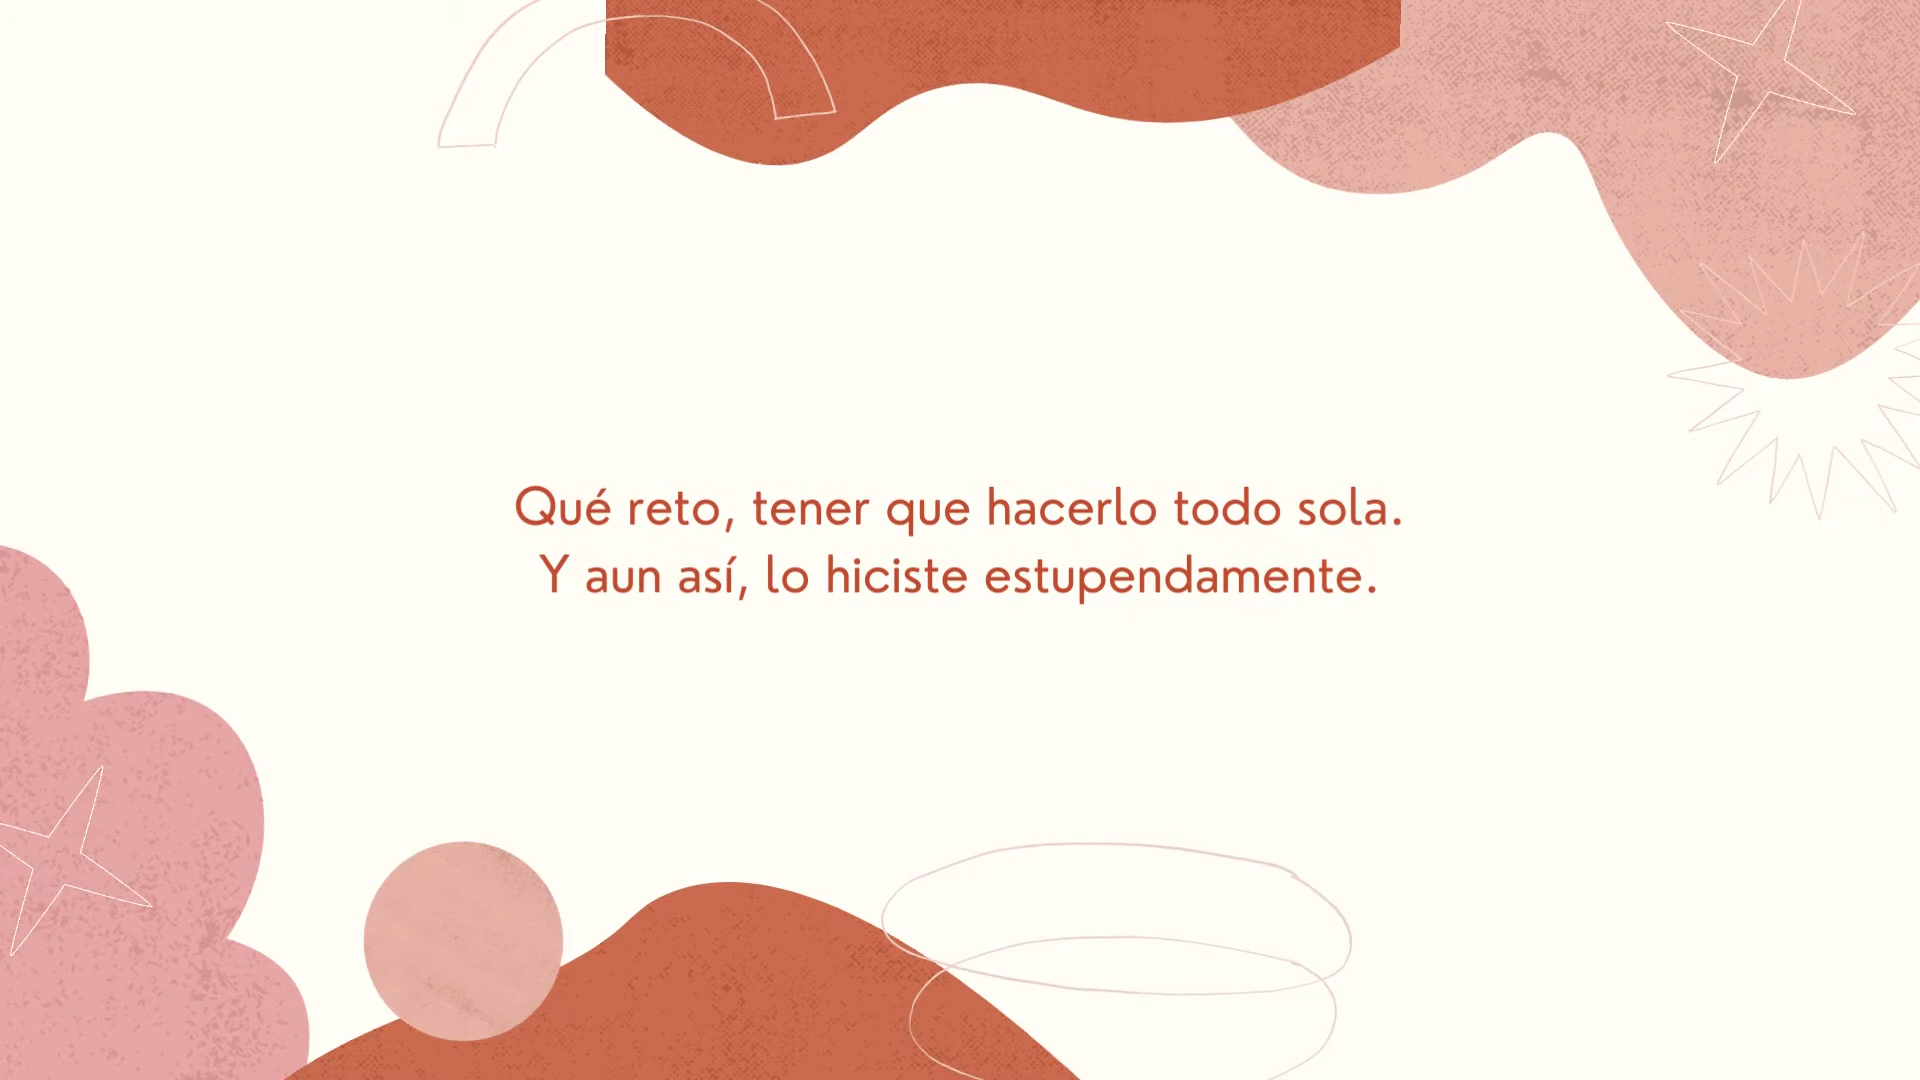 Qué reto, tener que hacerlo todo sola.
Y aun así, lo hiciste estupendamente.